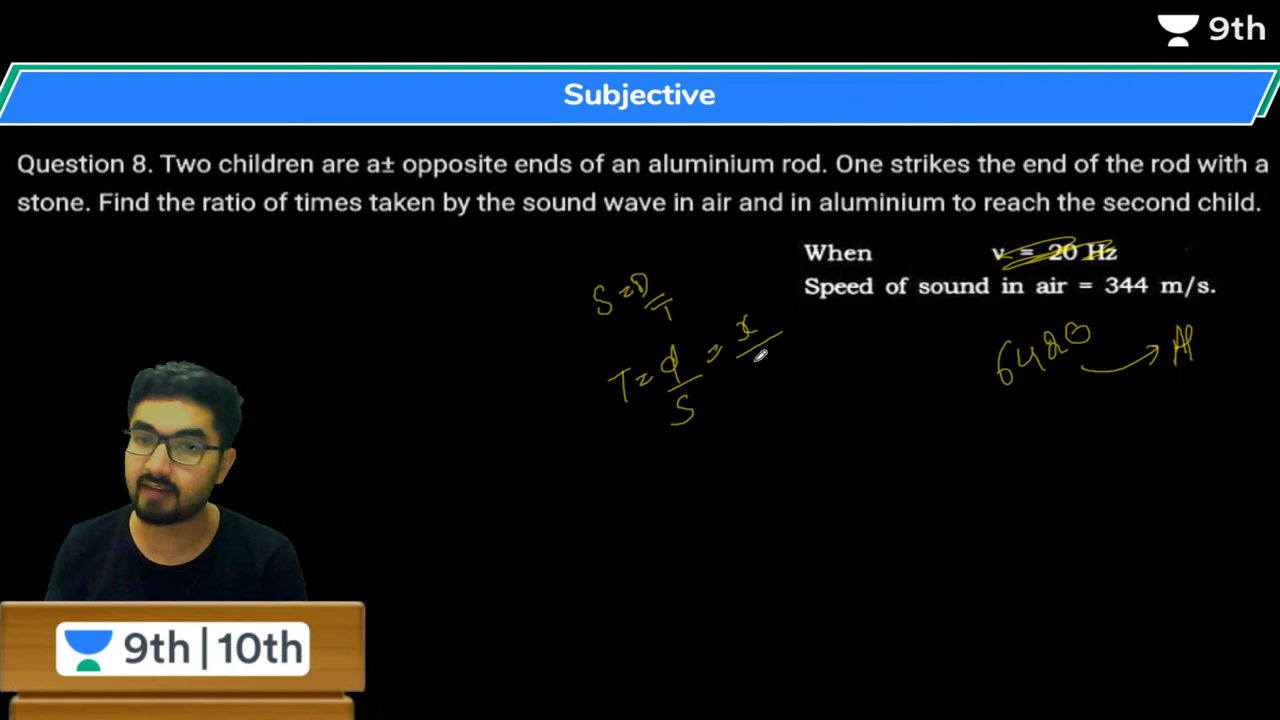 9th
Subjective
Question 8. Two children are a± opposite ends of an aluminium rod. One strikes the end of the rod with a
stone. Find the ratio of times taken by the sound wave in air and in aluminium to reach the second child.
When ν = 20 Hz
Speed of sound in air = 344 m/s.
S = D/T
T = d/S = x/
6420 → Al
9th | 10th